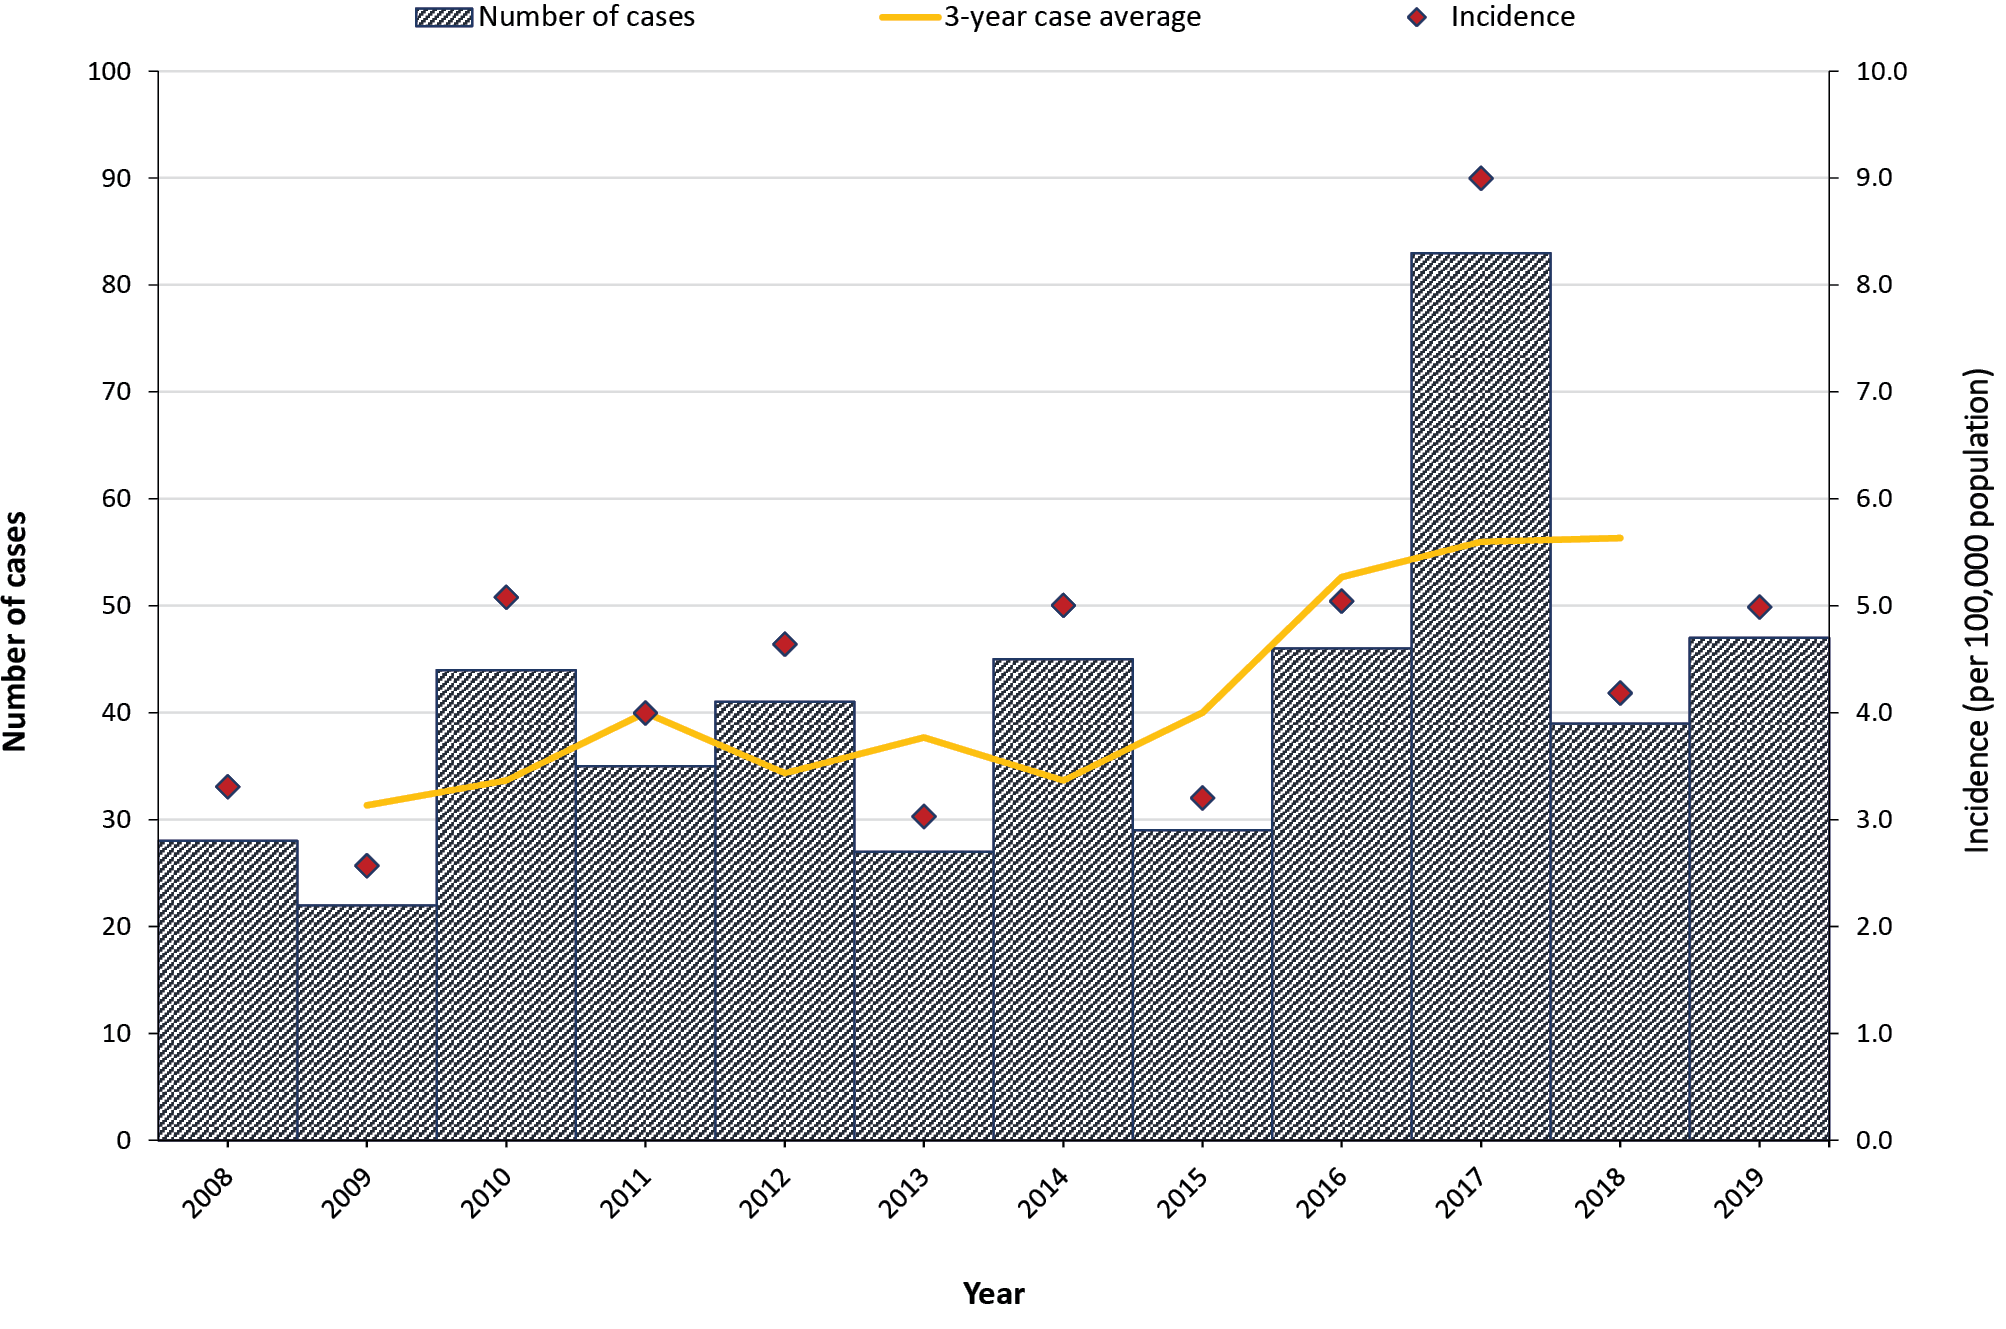 Number of cases 3-year case average Incidence
100 10.0
90 9.0
80 8.0
70 7.0
60 6.0
50 5.0
40 4.0
30 3.0
20 2.0
10 1.0
0 0.0
Number of cases
Incidence (per 100,000 population)
2008 2009 2010 2011 2012 2013 2014 2015 2016 2017 2018 2019
Year